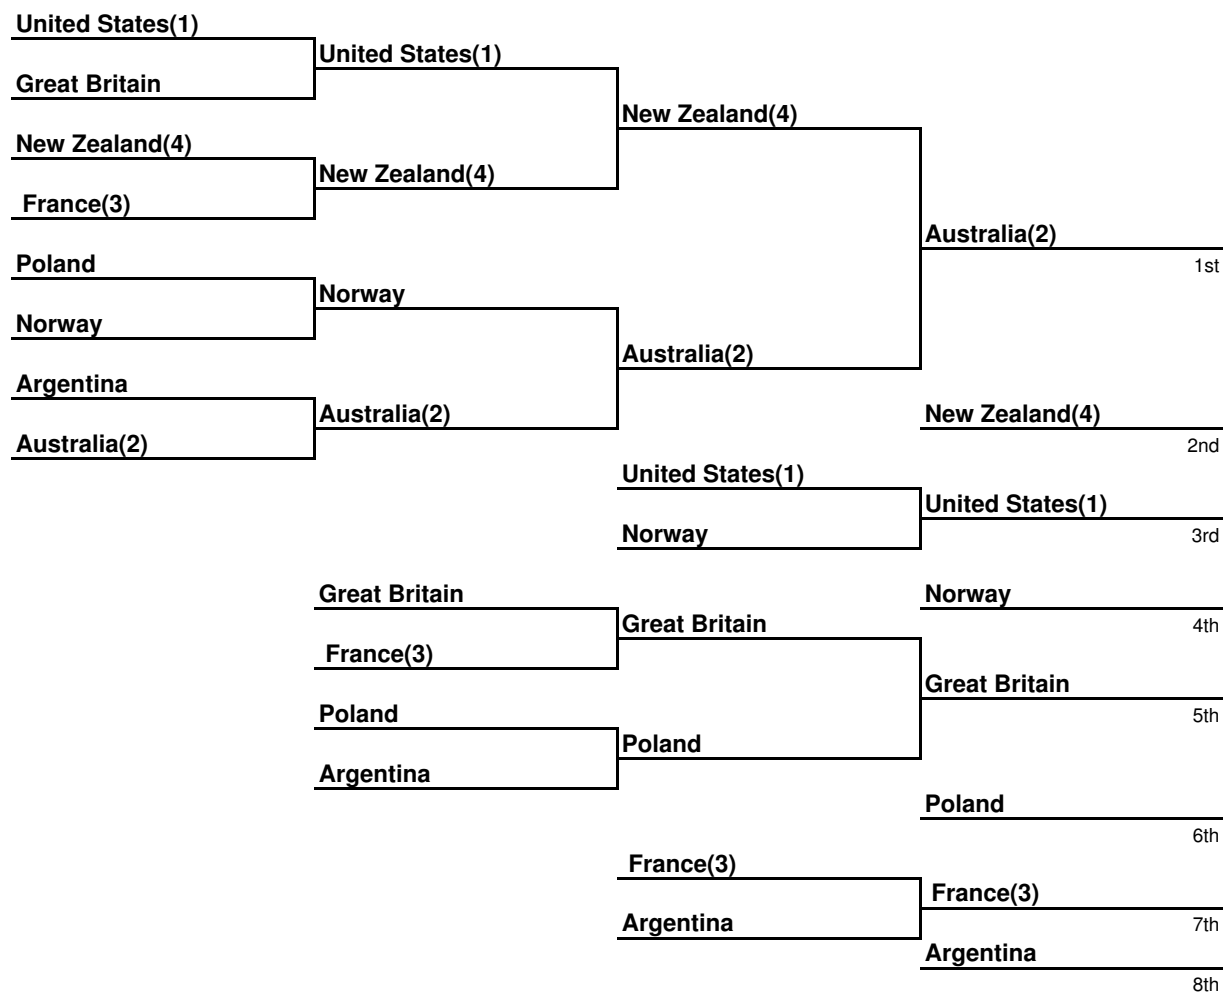 United States(1)
United States(1)
Great Britain
New Zealand(4)
New Zealand(4)
New Zealand(4)
France(3)
Australia(2)
Poland
1st
Norway
Norway
Australia(2)
Argentina
Australia(2)
New Zealand(4)
Australia(2)
2nd
United States(1)
United States(1)
Norway
3rd
Great Britain
Norway
Great Britain
4th
France(3)
Great Britain
Poland
5th
Poland
Argentina
Poland
6th
France(3)
France(3)
Argentina
7th
Argentina
8th